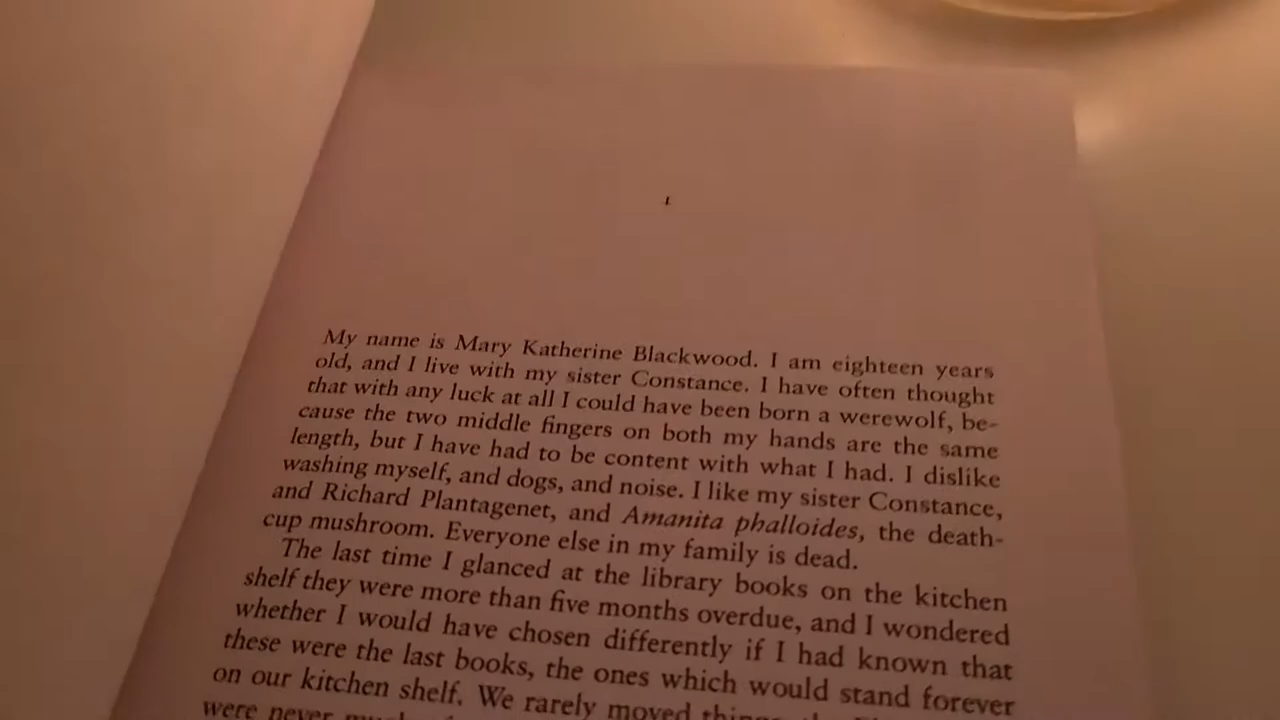 1
My name is Mary Katherine Blackwood. I am eighteen years
old, and I live with my sister Constance. I have often thought
that with any luck at all I could have been born a werewolf, be-
cause the two middle fingers on both my hands are the same
length, but I have had to be content with what I had. I dislike
washing myself, and dogs, and noise. I like my sister Constance,
and Richard Plantagenet, and Amanita phalloides, the death-
cup mushroom. Everyone else in my family is dead.
The last time I glanced at the library books on the kitchen
shelf they were more than five months overdue, and I wondered
whether I would have chosen differently if I had known that
these were the last books, the ones which would stand forever
on our kitchen shelf. We rarely moved things
were never